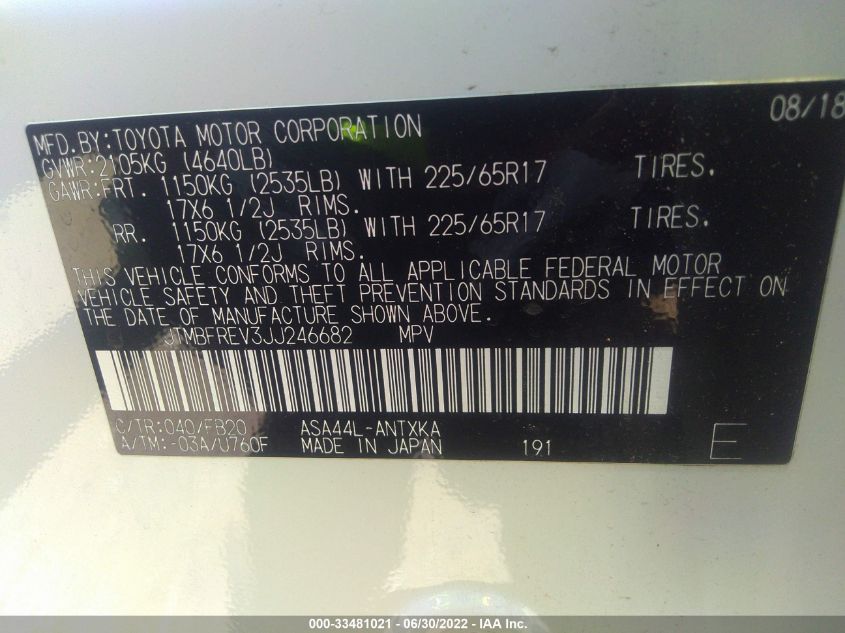 08/18
MFD.BY:TOYOTA MOTOR CORPORATION
GVWR:2105KG (4640LB)
GAWR:FRT. 1150KG (2535LB) WITH 225/65R17 TIRES.
17X6 1/2J RIMS.
RR. 1150KG (2535LB) WITH 225/65R17 TIRES.
17X6 1/2J RIMS.
THIS VEHICLE CONFORMS TO ALL APPLICABLE FEDERAL MOTOR
VEHICLE SAFETY AND THEFT PREVENTION STANDARDS IN EFFECT ON
THE DATE OF MANUFACTURE SHOWN ABOVE.
JTMBFREV3JJ246682 MPV
C/TR:040/FB20 ASA44L-ANTXKA
A/TM:-03A/U760F MADE IN JAPAN 191 E
000-33481021 - 06/30/2022 - IAA Inc.